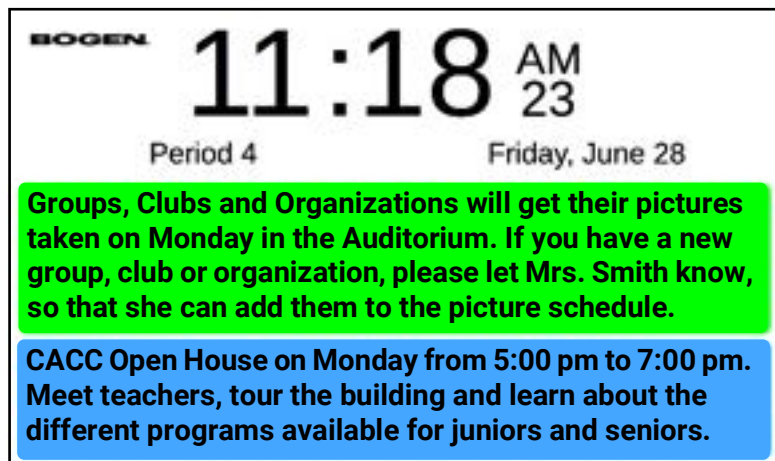 BOGEN
11:18 AM
23
Period 4
Friday, June 28
Groups, Clubs and Organizations will get their pictures
taken on Monday in the Auditorium. If you have a new
group, club or organization, please let Mrs. Smith know,
so that she can add them to the picture schedule.
CACC Open House on Monday from 5:00 pm to 7:00 pm.
Meet teachers, tour the building and learn about the
different programs available for juniors and seniors.